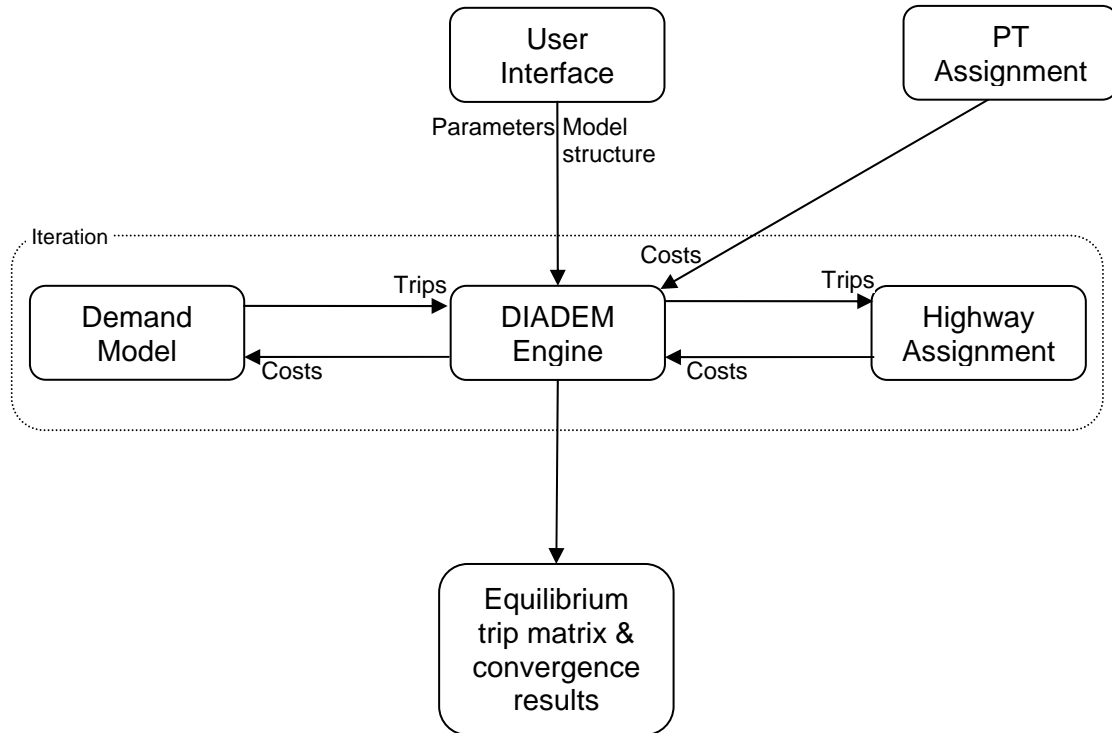 User
Interface
PT
Assignment
Parameters
Model
structure
Iteration
Costs
Trips
Trips
Demand
Model
DIADEM
Engine
Highway
Assignment
Costs
Costs
Equilibrium
trip matrix &
convergence
results